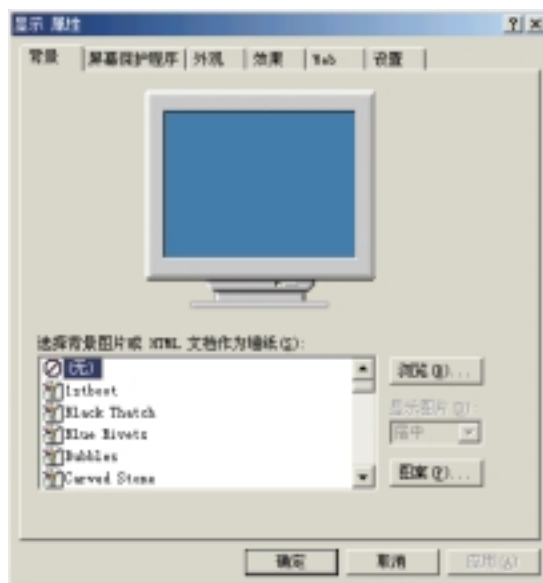 显示 属性
背景 屏幕保护程序 外观 效果 Web 设置
选择背景图片或 HTML 文档作为墙纸(S):
(无)
1stboot
Black Thatch
Blue Rivets
Bubbles
Carved Stone
浏览(B)...
显示图片(D):
居中
图案(P)...
确定 取消 应用(A)